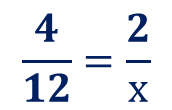 4/12 = 2/x